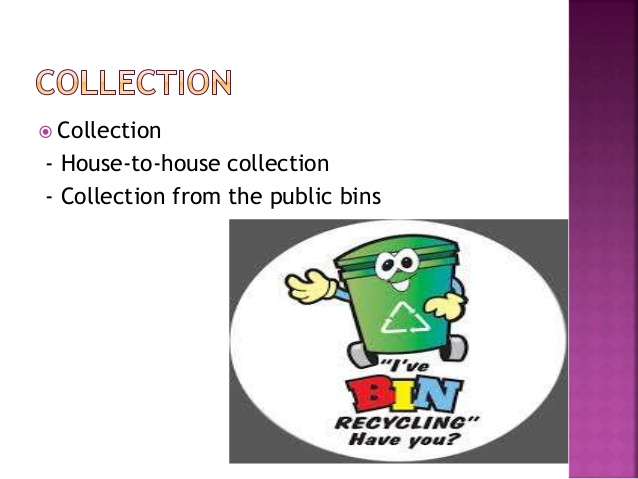 COLLECTION
Collection
- House-to-house collection
- Collection from the public bins
"I've
BIN
RECYCLING"
Have you?